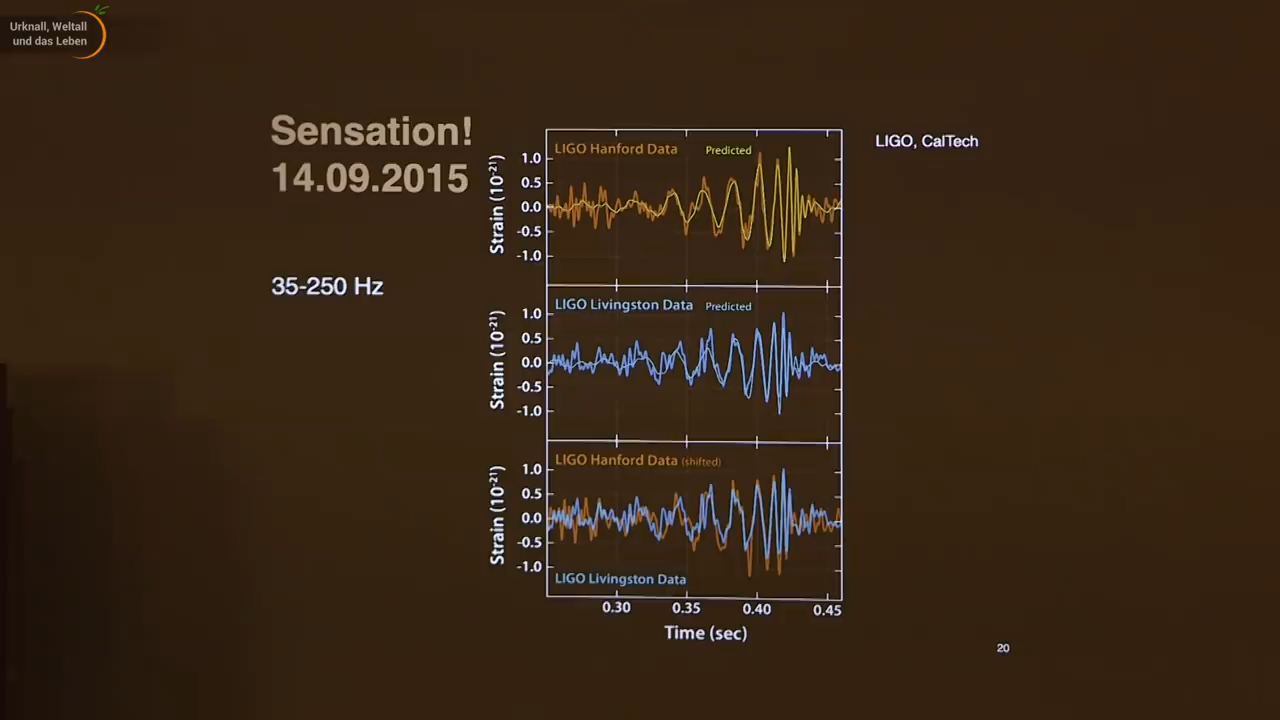 Urknall, Weltall
und das Leben
Sensation!
14.09.2015
35-250 Hz
LIGO, CalTech
LIGO Hanford Data
Predicted
Strain (10⁻²¹)
1.0
0.5
0.0
-0.5
-1.0
LIGO Livingston Data
Predicted
Strain (10⁻²¹)
1.0
0.5
0.0
-0.5
-1.0
LIGO Hanford Data (shifted)
Strain (10⁻²¹)
1.0
0.5
0.0
-0.5
-1.0
LIGO Livingston Data
0.30 0.35 0.40 0.45
Time (sec)
20